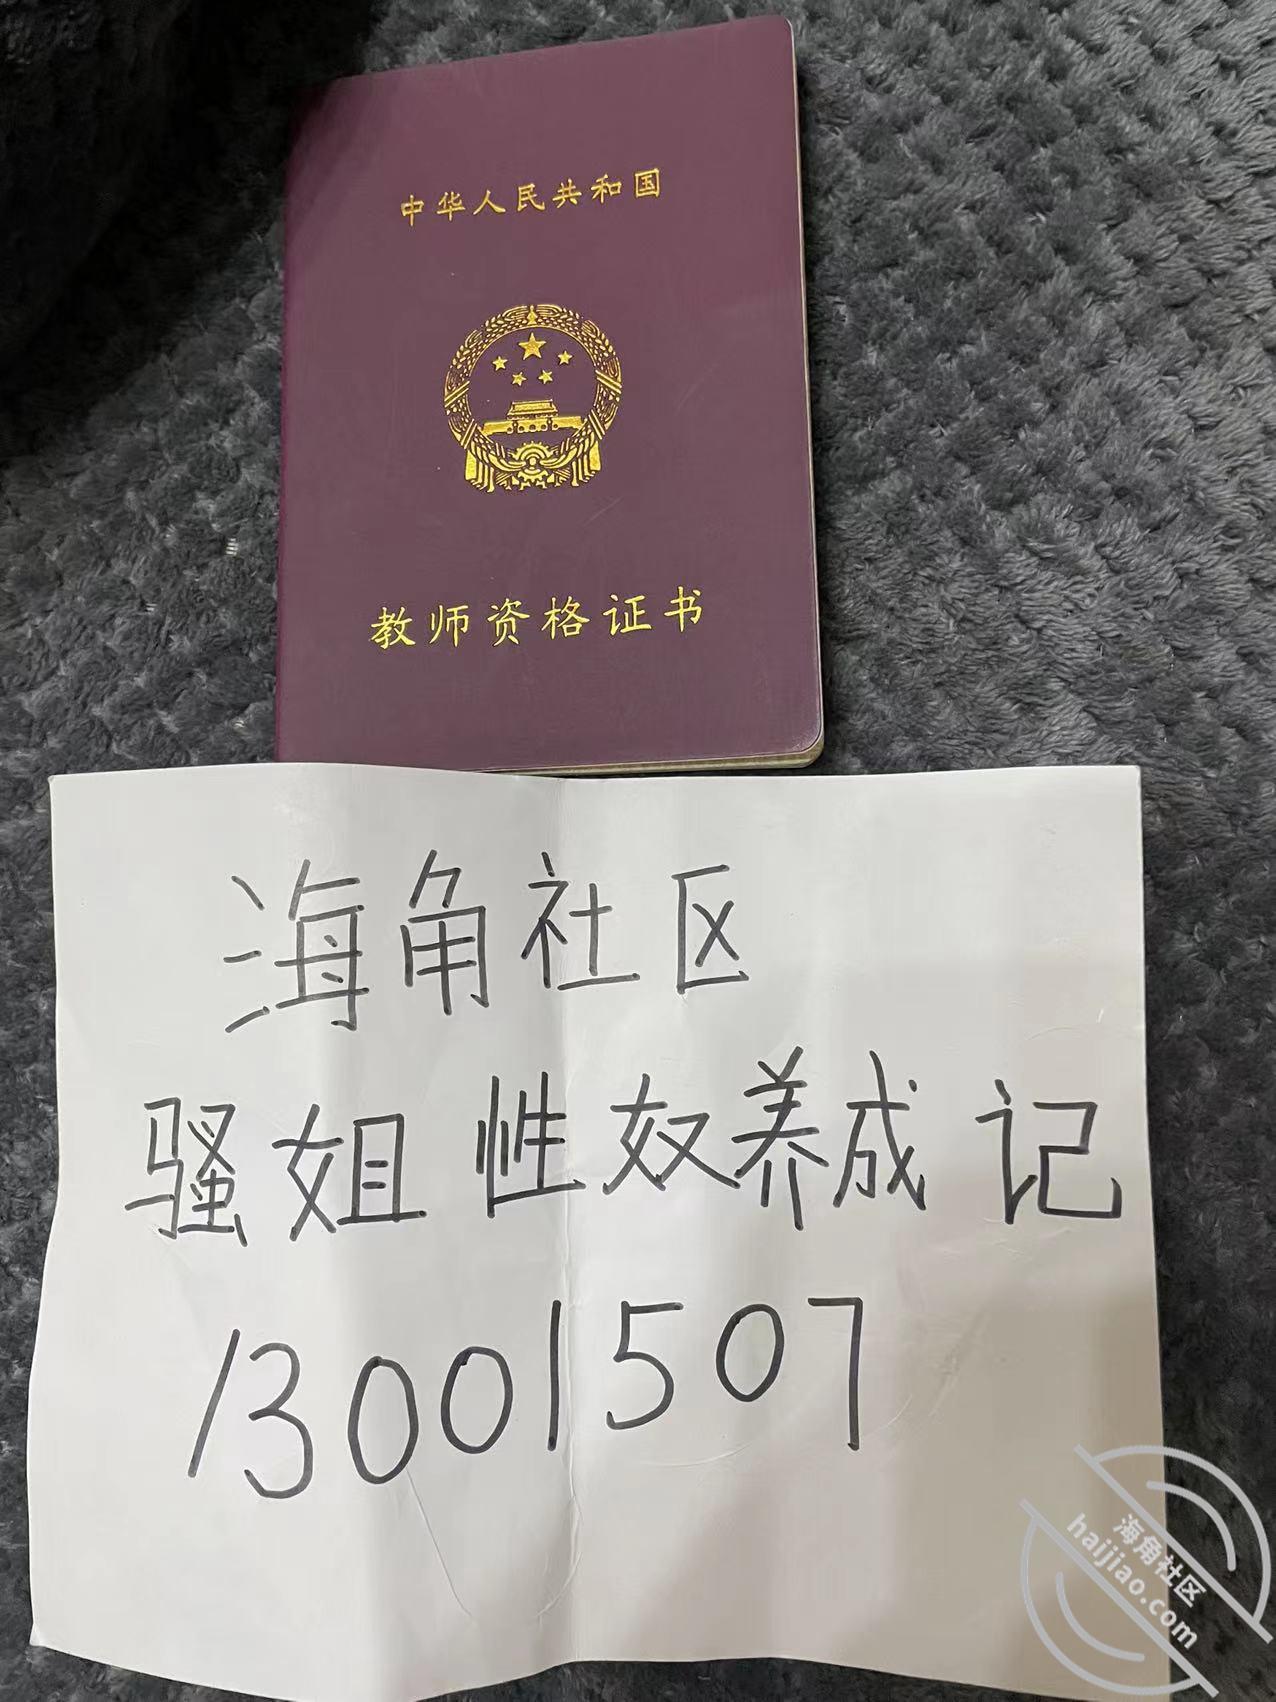 中华人民共和国
教师资格证书
海角社区
骚姐性奴养成记
13001507
海角社区
haijiao.com